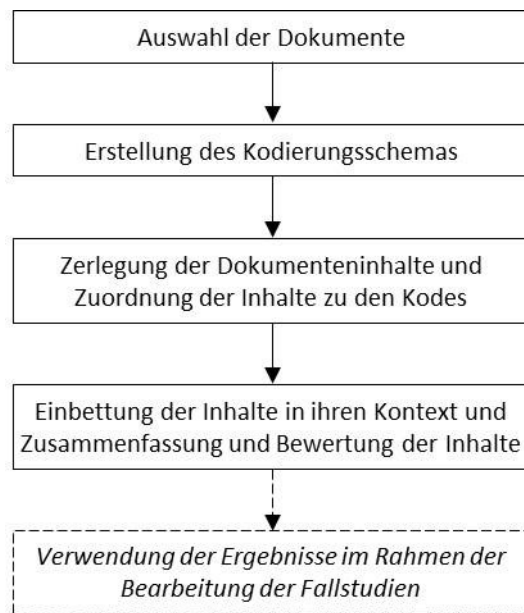 Auswahl der Dokumente
Erstellung des Kodierungsschemas
Zerlegung der Dokumenteninhalte und
Zuordnung der Inhalte zu den Kodes
Einbettung der Inhalte in ihren Kontext und
Zusammenfassung und Bewertung der Inhalte
Verwendung der Ergebnisse im Rahmen der
Bearbeitung der Fallstudien